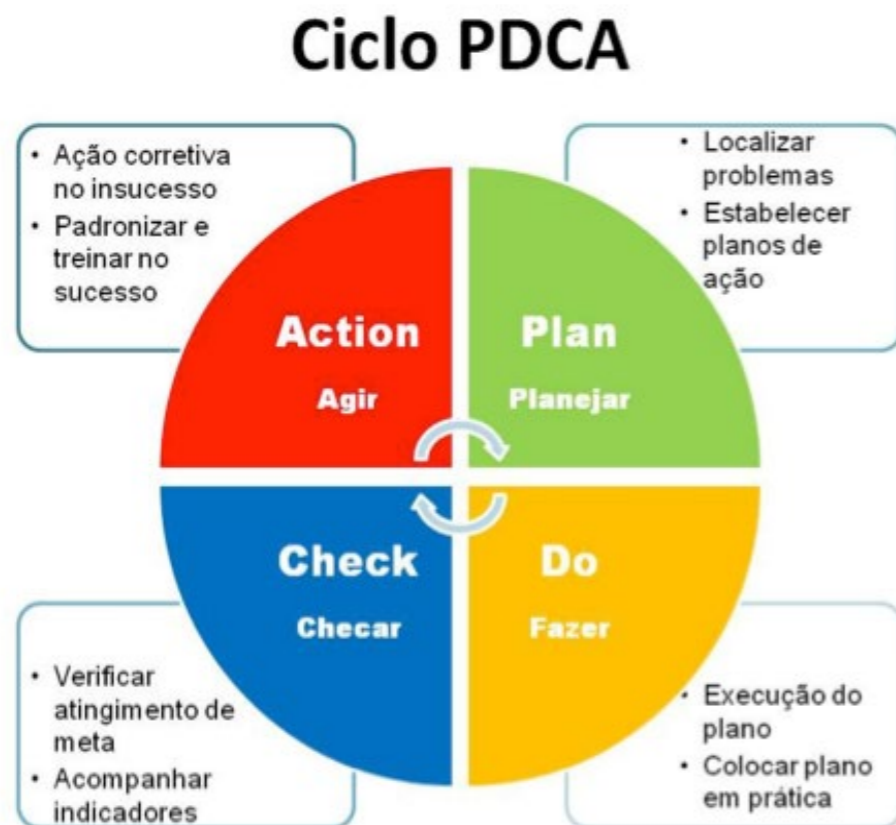 Ciclo PDCA
• Ação corretiva
no insucesso
• Padronizar e
treinar no
sucesso
• Localizar
problemas
• Estabelecer
planos de
ação
Action
Agir
Plan
Planejar
Check
Checar
Do
Fazer
• Verificar
atingimento de
meta
• Acompanhar
indicadores
• Execução do
plano
• Colocar plano
em prática